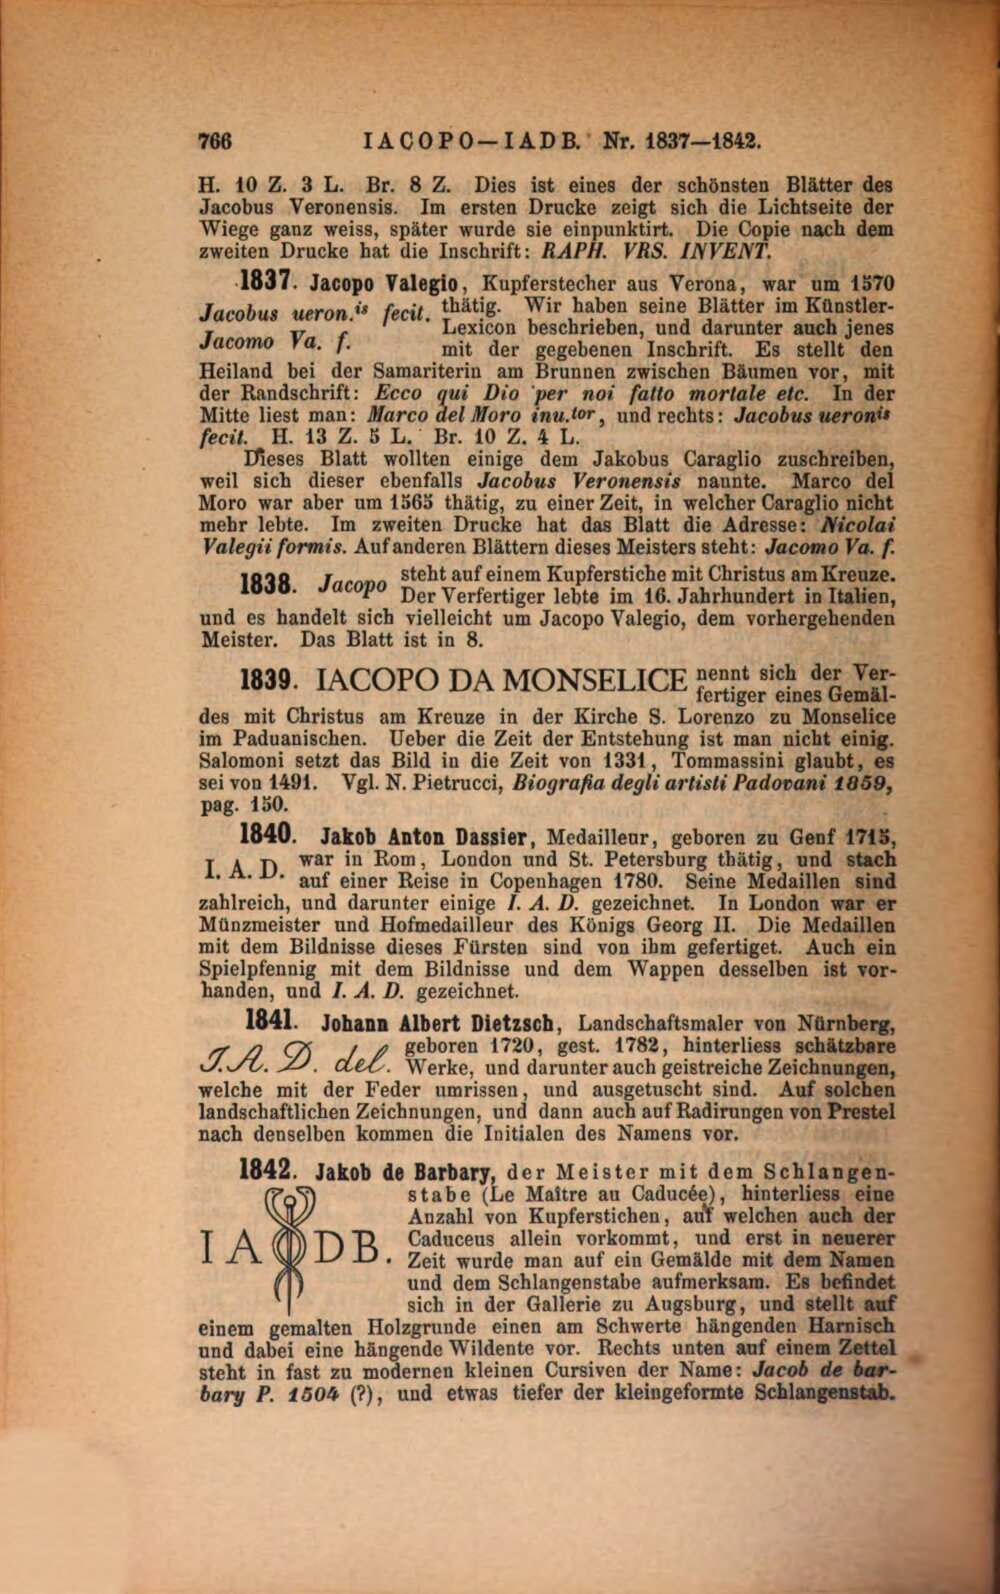 766 IACOPO—IADB. Nr. 1837—1842.
H. 10 Z. 3 L. Br. 8 Z. Dies ist eines der schönsten Blätter des
Jacobus Veronensis. Im ersten Drucke zeigt sich die Lichtseite der
Wiege ganz weiss, später wurde sie einpunktirt. Die Copie nach dem
zweiten Drucke hat die Inschrift: RAPH. VRS. INVENT.
1837. Jacopo Valegio, Kupferstecher aus Verona, war um 1570
Jacobus ueron.is fecit. thätig. Wir haben seine Blätter im Künstler-
Lexicon beschrieben, und darunter auch jenes
Jacomo Va. f. mit der gegebenen Inschrift. Es stellt den
Heiland bei der Samariterin am Brunnen zwischen Bäumen vor, mit
der Randschrift: Ecco qui Dio per noi fatto mortale etc. In der
Mitte liest man: Marco del Moro inu.tor, und rechts: Jacobus ueronis
fecit. H. 13 Z. 5 L. Br. 10 Z. 4 L.
Dieses Blatt wollten einige dem Jakobus Caraglio zuschreiben,
weil sich dieser ebenfalls Jacobus Veronensis nannte. Marco del
Moro war aber um 1565 thätig, zu einer Zeit, in welcher Caraglio nicht
mehr lebte. Im zweiten Drucke hat das Blatt die Adresse: Nicolai
Valegii formis. Auf anderen Blättern dieses Meisters steht: Jacomo Va. f.
1838. Jacopo steht auf einem Kupferstiche mit Christus am Kreuze.
Der Verfertiger lebte im 16. Jahrhundert in Italien,
und es handelt sich vielleicht um Jacopo Valegio, dem vorhergehenden
Meister. Das Blatt ist in 8.
1839. IACOPO DA MONSELICE nennt sich der Ver-
fertiger eines Gemäl-
des mit Christus am Kreuze in der Kirche S. Lorenzo zu Monselice
im Paduanischen. Ueber die Zeit der Entstehung ist man nicht einig.
Salomoni setzt das Bild in die Zeit von 1331, Tommassini glaubt, es
sei von 1491. Vgl. N. Pietrucci, Biografia degli artisti Padovani 1859,
pag. 150.
1840. Jakob Anton Dassier, Medailleur, geboren zu Genf 1715,
I. A. D. war in Rom, London und St. Petersburg thätig, und stach
auf einer Reise in Copenhagen 1780. Seine Medaillen sind
zahlreich, und darunter einige I. A. D. gezeichnet. In London war er
Münzmeister und Hofmedailleur des Königs Georg II. Die Medaillen
mit dem Bildnisse dieses Fürsten sind von ihm gefertiget. Auch ein
Spielpfennig mit dem Bildnisse und dem Wappen desselben ist vor-
handen, und I. A. D. gezeichnet.
1841. Johann Albert Dietzsch, Landschaftsmaler von Nürnberg,
J. A. D. del. geboren 1720, gest. 1782, hinterliess schätzbare
Werke, und darunter auch geistreiche Zeichnungen,
welche mit der Feder umrissen, und ausgetuscht sind. Auf solchen
landschaftlichen Zeichnungen, und dann auch auf Radirungen von Prestel
nach denselben kommen die Initialen des Namens vor.
1842. Jakob de Barbary, der Meister mit dem Schlangen-
stabe (Le Maître au Caducée), hinterliess eine
Anzahl von Kupferstichen, auf welchen auch der
IA DB. Caduceus allein vorkommt, und erst in neuerer
Zeit wurde man auf ein Gemälde mit dem Namen
und dem Schlangenstabe aufmerksam. Es befindet
sich in der Gallerie zu Augsburg, und stellt auf
einem gemalten Holzgrunde einen am Schwerte hängenden Harnisch
und dabei eine hängende Wildente vor. Rechts unten auf einem Zettel
steht in fast zu modernen kleinen Cursiven der Name: Jacob de bar-
bary P. 1504 (?), und etwas tiefer der kleingeformte Schlangenstab.